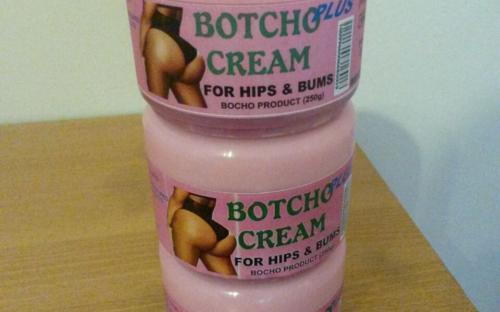 BOTCHO PLUS
CREAM
FOR HIPS & BUMS
BOCHO PRODUCT (250g)
BOTCHO PLUS
CREAM
FOR HIPS & BUMS
BOCHO PRODUCT